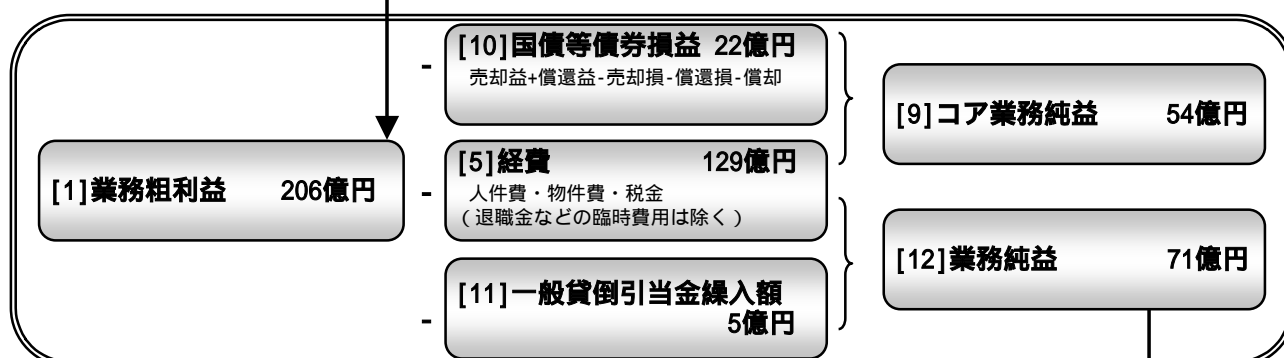 [10]国債等債券損益 22億円
- 売却益+償還益-売却損-償還損-償却
[9]コア業務純益 54億円
[1]業務粗利益 206億円
- [5]経費 129億円
人件費・物件費・税金
(退職金などの臨時費用は除く)
[12]業務純益 71億円
[11]一般貸倒引当金繰入額
- 5億円